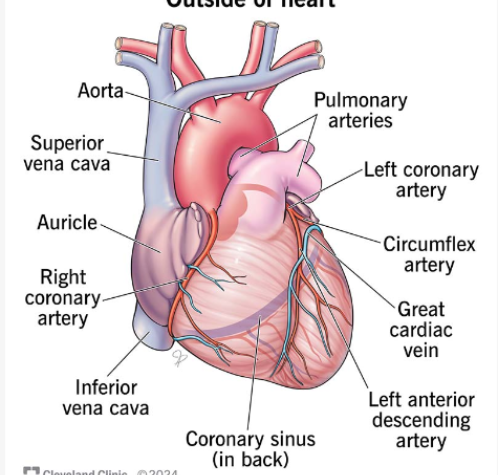 Outside of heart
Aorta
Pulmonary
arteries
Superior
vena cava
Left coronary
artery
Auricle
Circumflex
artery
Right
coronary
artery
Great
cardiac
vein
Inferior
vena cava
Left anterior
descending
artery
Coronary sinus
(in back)
Cleveland Clinic ©2024